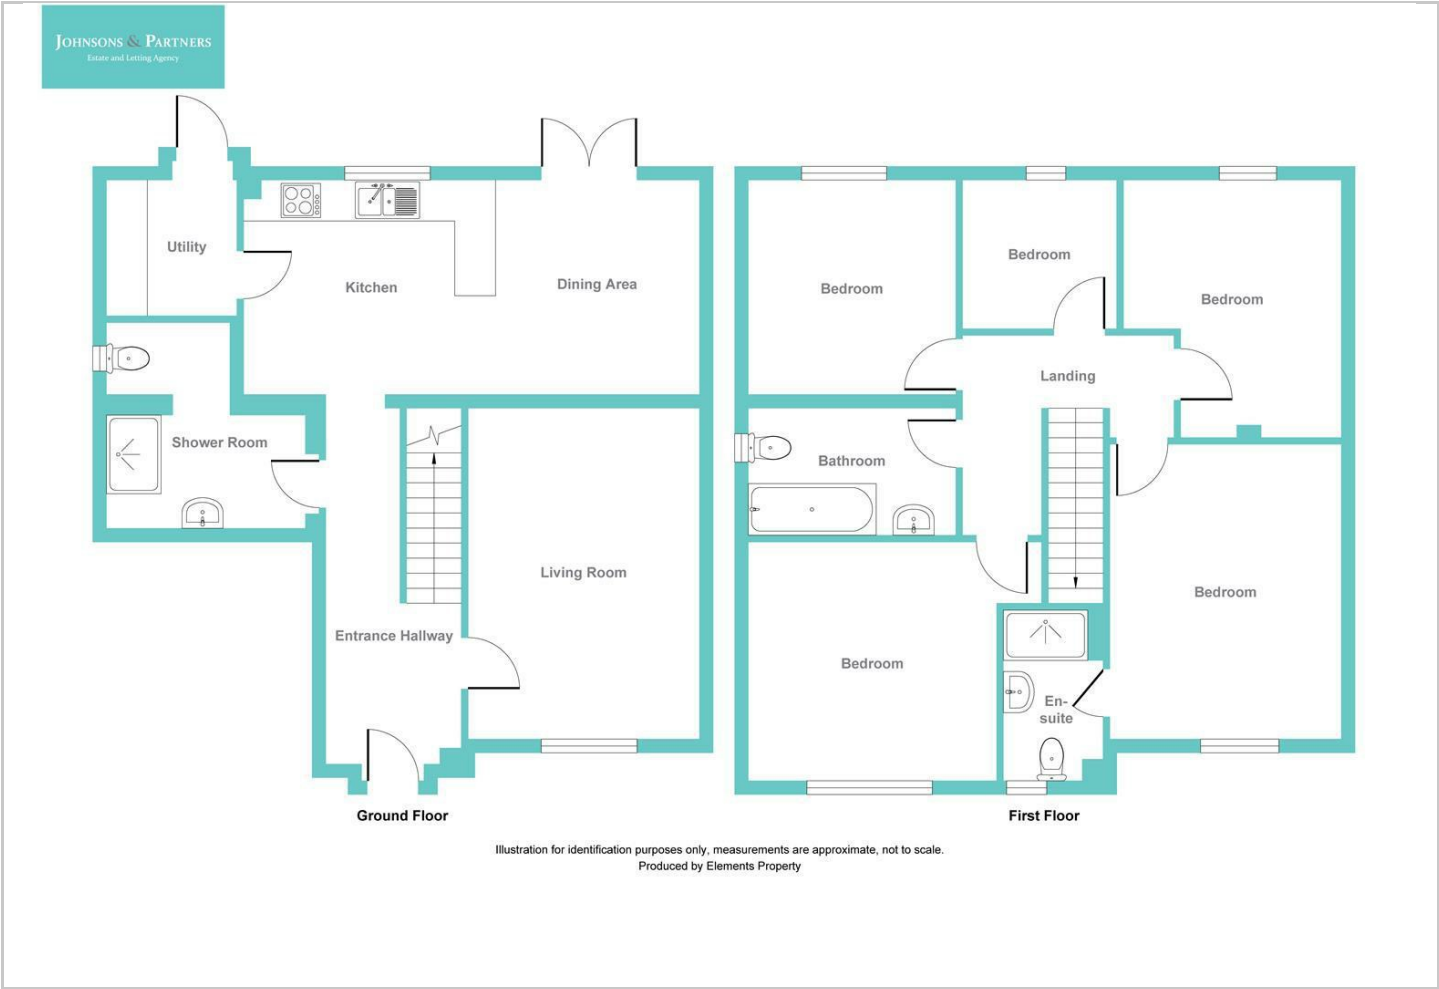 JOHNSONS & PARTNERS
Estate and Letting Agency
Utility
Kitchen
Dining Area
Shower Room
Living Room
Entrance Hallway
Ground Floor
Bedroom
Bedroom
Bedroom
Landing
Bathroom
Bedroom
Bedroom
En-
suite
First Floor
Illustration for identification purposes only, measurements are approximate, not to scale.
Produced by Elements Property